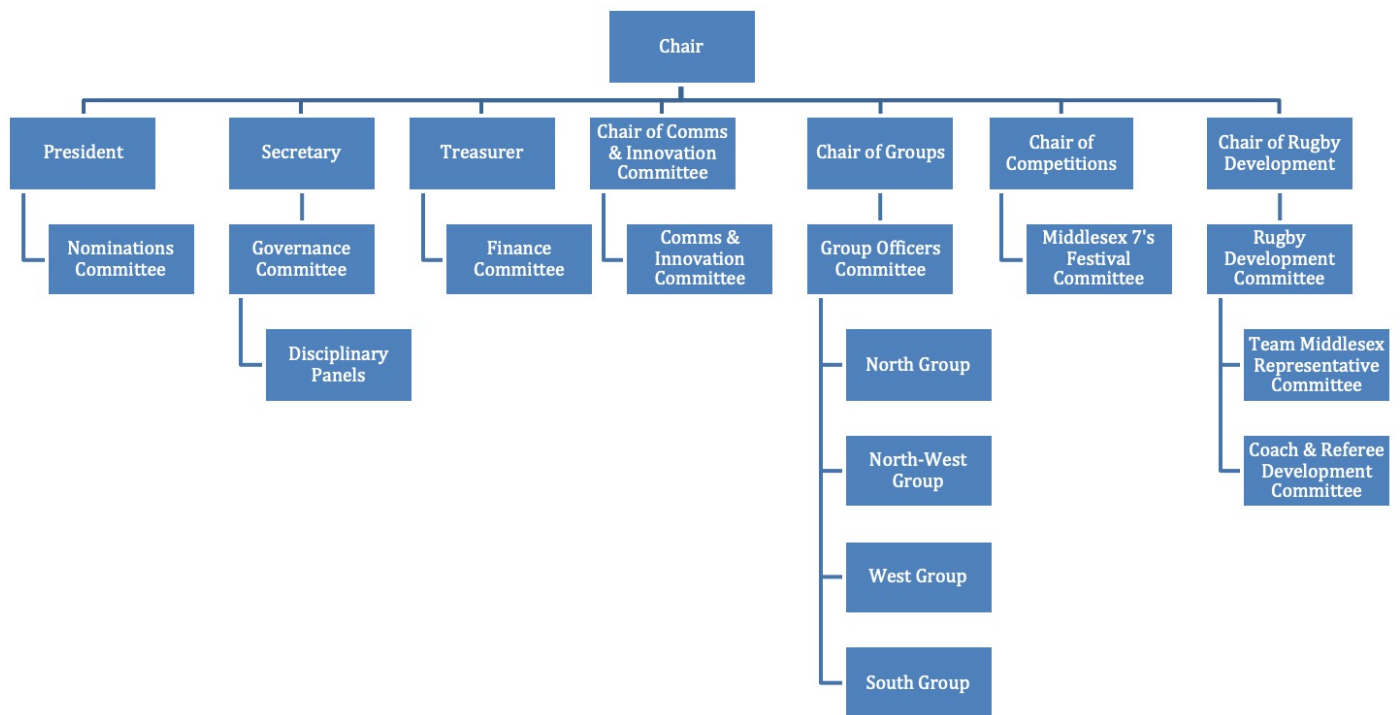 Chair
President
Secretary
Treasurer
Chair of Comms
& Innovation
Committee
Chair of Groups
Chair of
Competitions
Chair of Rugby
Development
Nominations
Committee
Governance
Committee
Finance
Committee
Comms &
Innovation
Committee
Group Officers
Committee
Middlesex 7's
Festival
Committee
Rugby
Development
Committee
Disciplinary
Panels
North Group
Team Middlesex
Representative
Committee
North-West
Group
Coach & Referee
Development
Committee
West Group
South Group